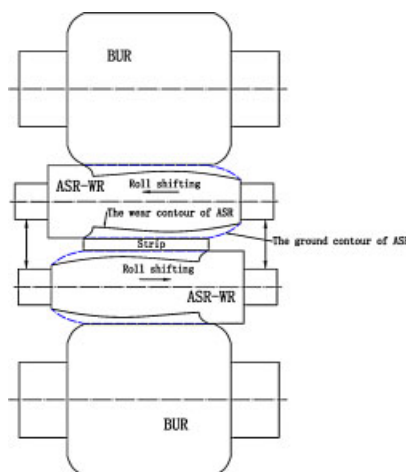 BUR
ASR-WR
Roll shifting
The wear contour of ASR
The ground contour of AS
Strip
Roll shifting
ASR-WR
BUR